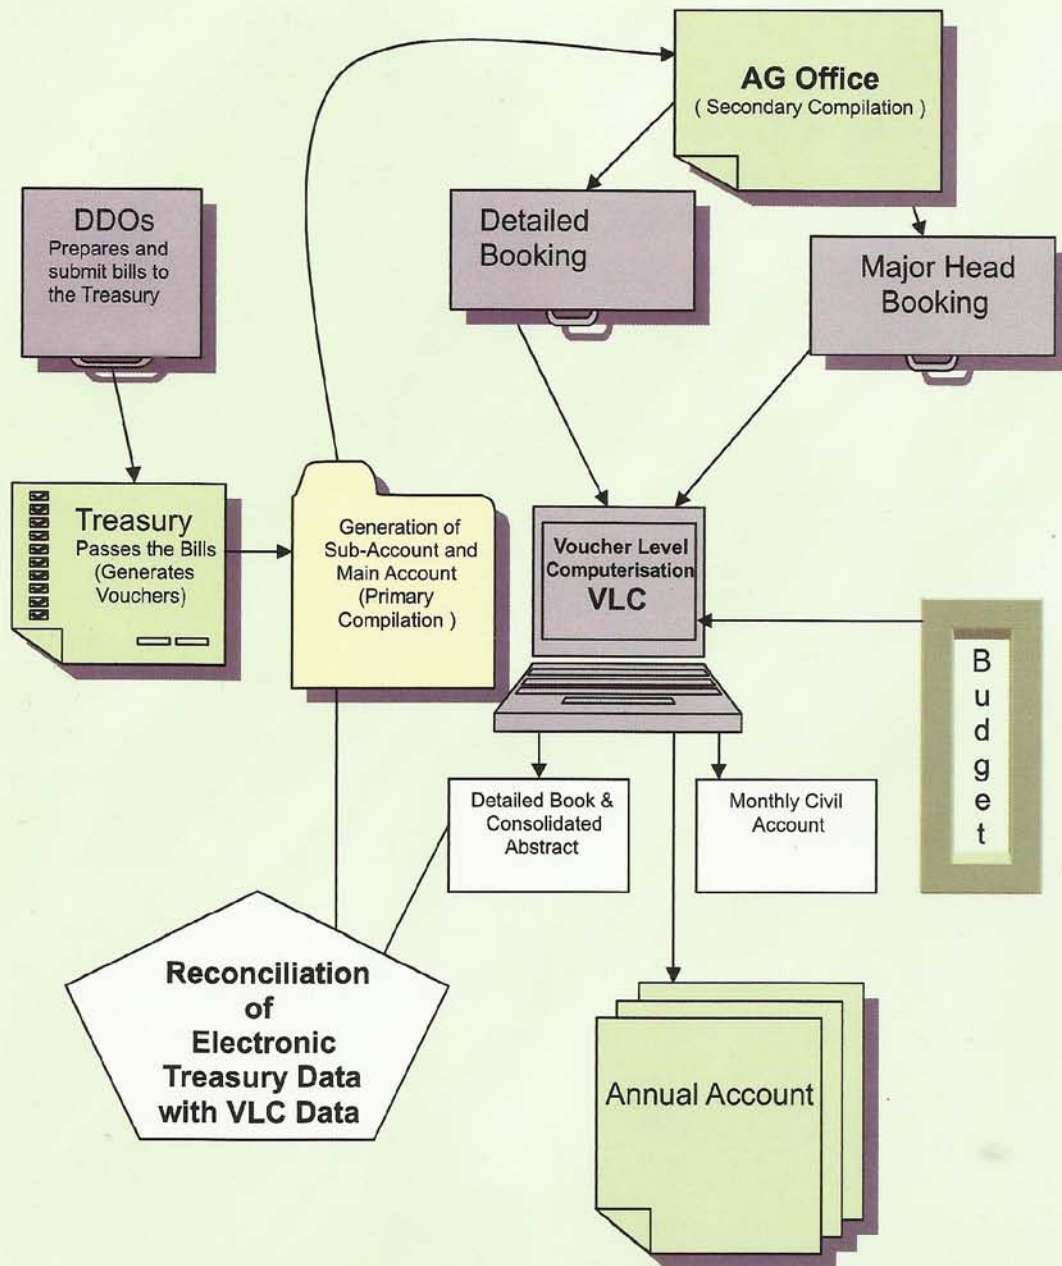 AG Office
( Secondary Compilation )
DDOs
Prepares and
submit bills to
the Treasury
Detailed
Booking
Major Head
Booking
Treasury
Passes the Bills
(Generates
Vouchers)
Generation of
Sub-Account and
Main Account
(Primary
Compilation )
Voucher Level
Computerisation
VLC
Budget
Detailed Book &
Consolidated
Abstract
Monthly Civil
Account
Reconciliation
of
Electronic
Treasury Data
with VLC Data
Annual Account